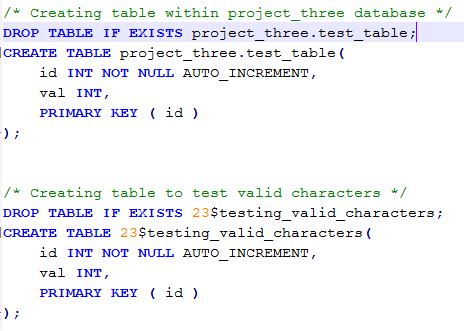 /* Creating table within project_three database */
DROP TABLE IF EXISTS project_three.test_table;
CREATE TABLE project_three.test_table(
    id INT NOT NULL AUTO_INCREMENT,
    val INT,
    PRIMARY KEY ( id )
);
/* Creating table to test valid characters */
DROP TABLE IF EXISTS 23$testing_valid_characters;
CREATE TABLE 23$testing_valid_characters(
    id INT NOT NULL AUTO_INCREMENT,
    val INT,
    PRIMARY KEY ( id )
);